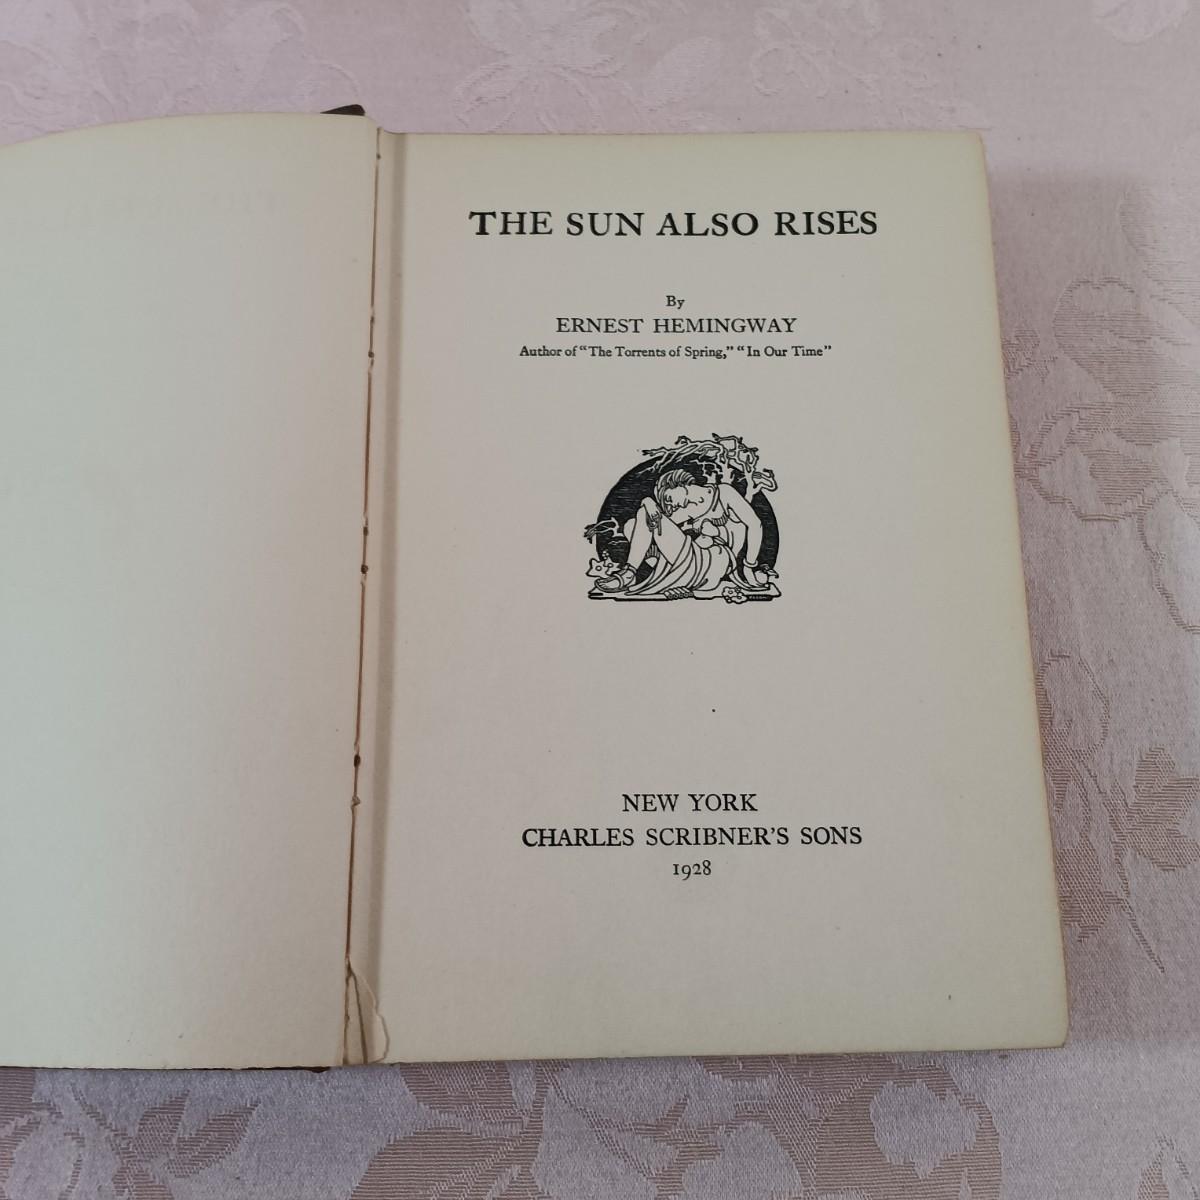 THE SUN ALSO RISES
By
ERNEST HEMINGWAY
Author of “The Torrents of Spring,” “In Our Time”
NEW YORK
CHARLES SCRIBNER’S SONS
1928